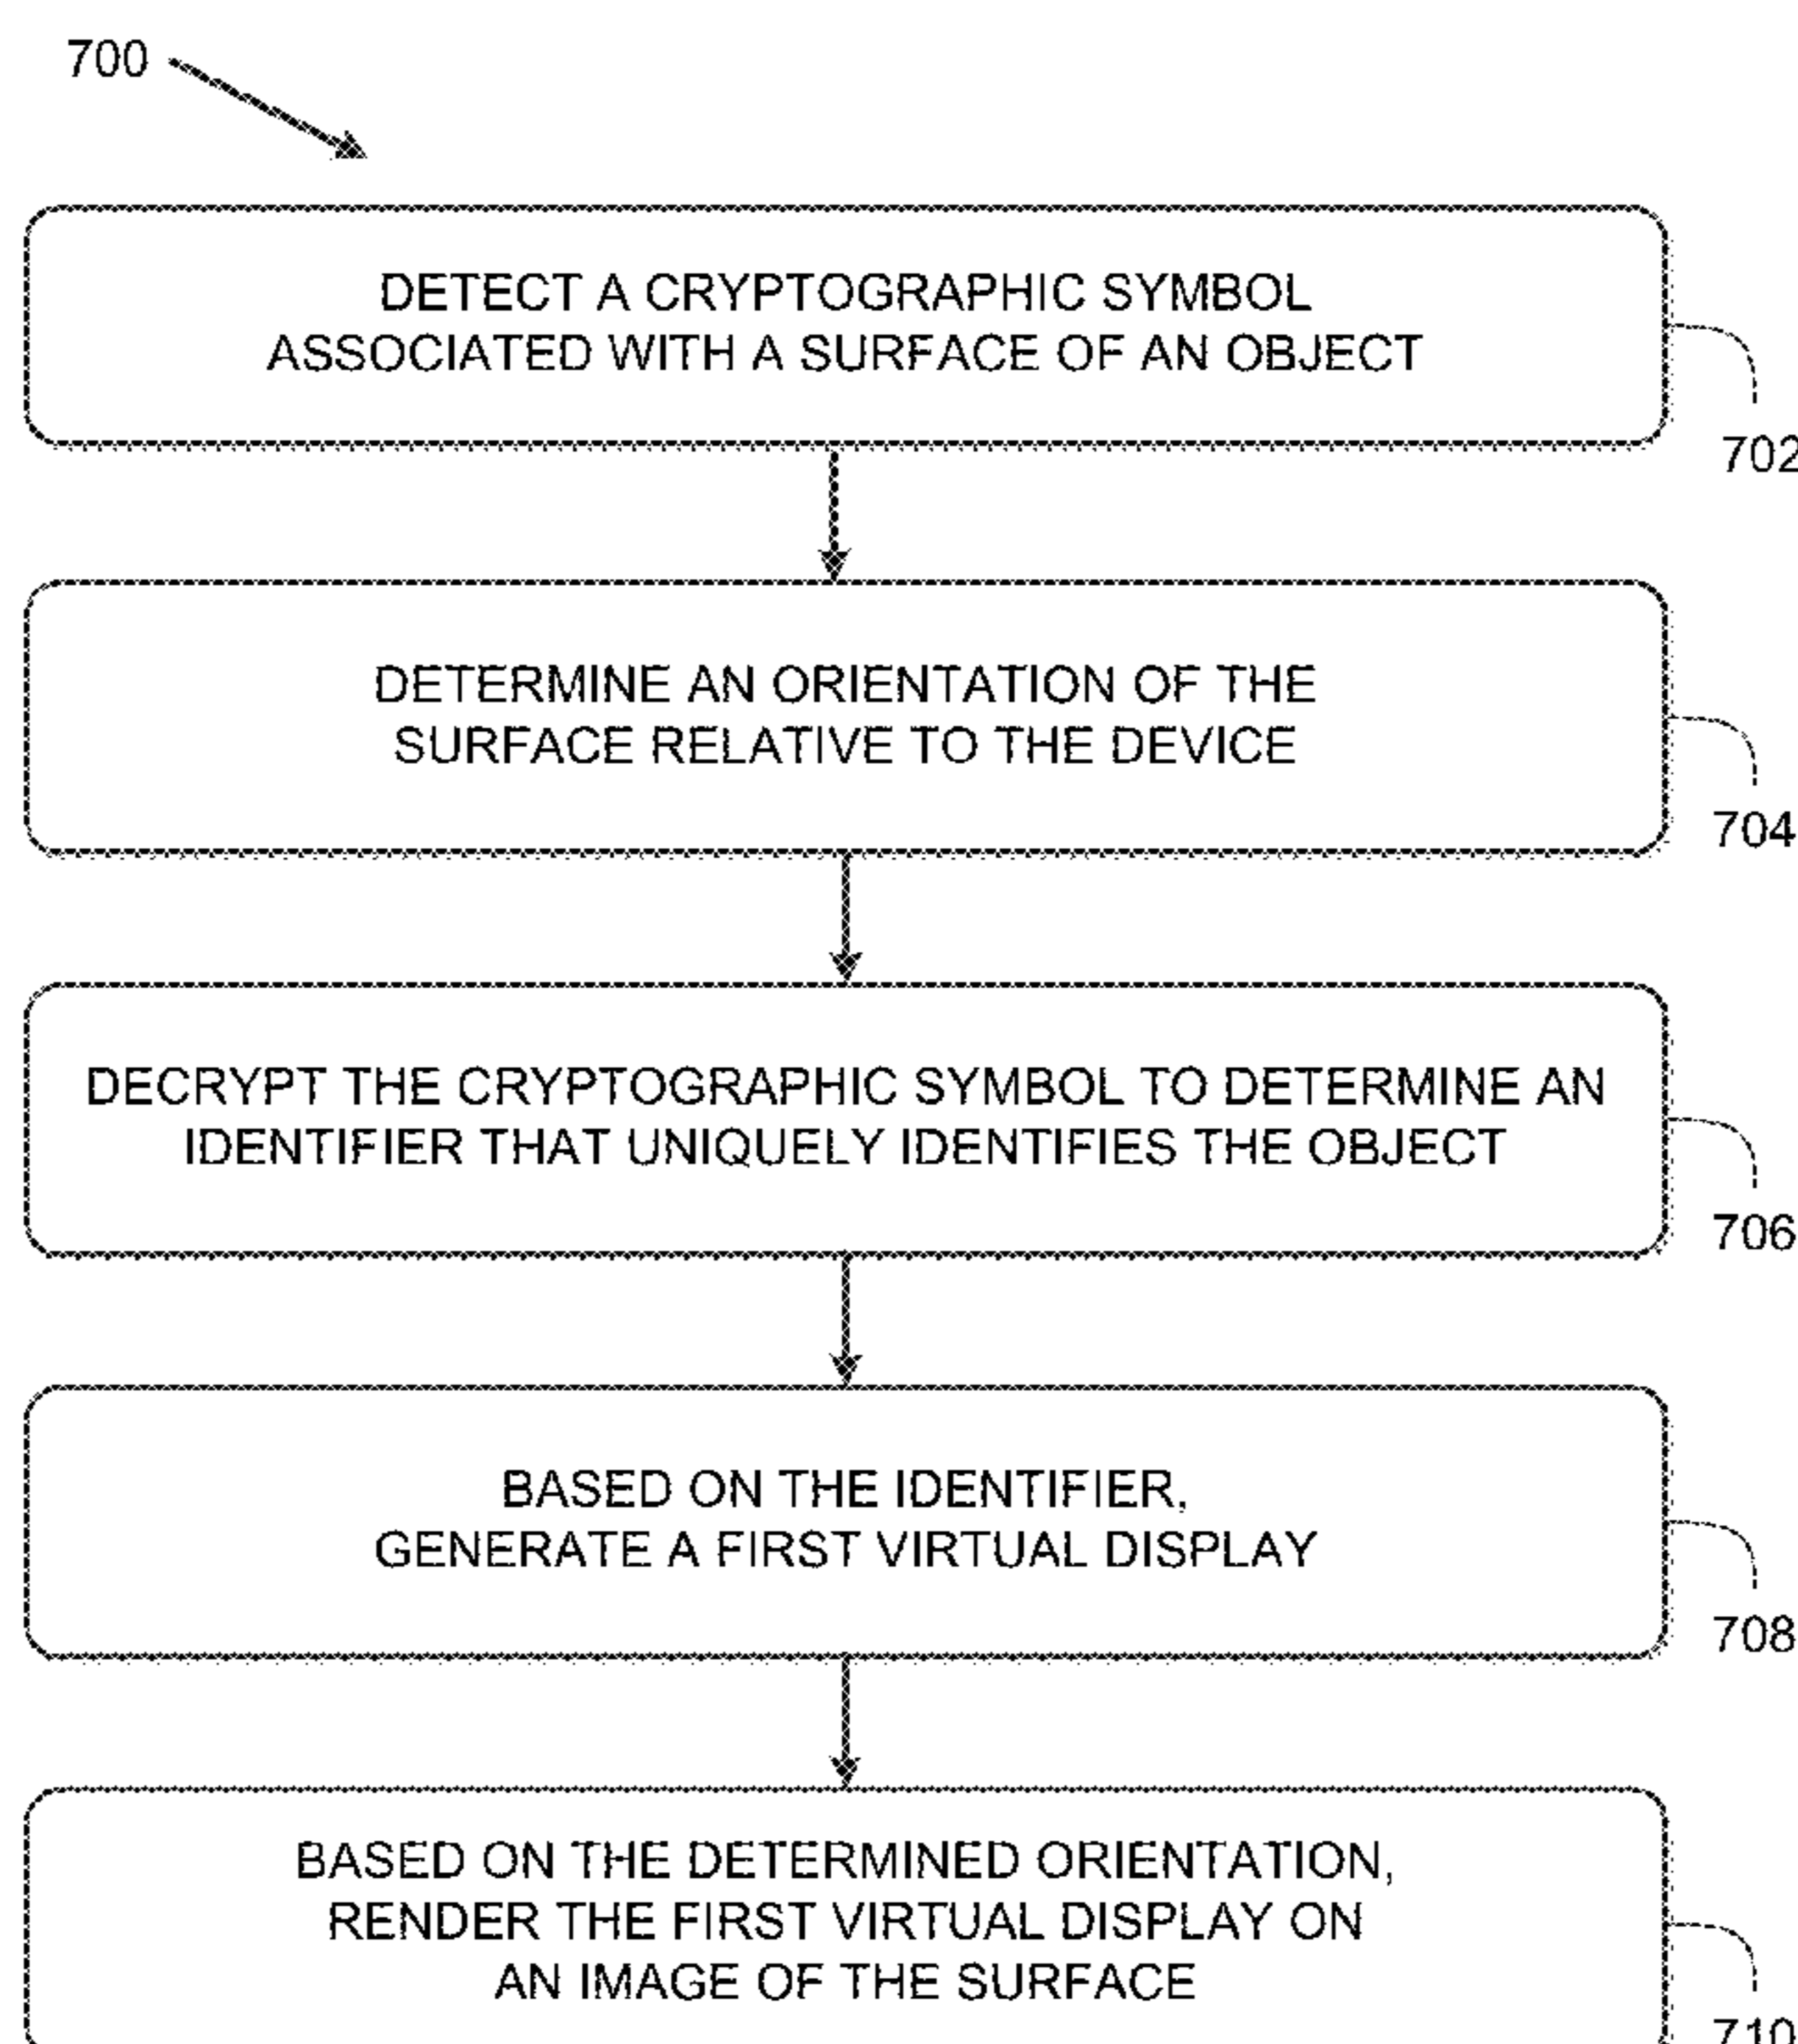 700
DETECT A CRYPTOGRAPHIC SYMBOL
ASSOCIATED WITH A SURFACE OF AN OBJECT
702
DETERMINE AN ORIENTATION OF THE
SURFACE RELATIVE TO THE DEVICE
704
DECRYPT THE CRYPTOGRAPHIC SYMBOL TO DETERMINE AN
IDENTIFIER THAT UNIQUELY IDENTIFIES THE OBJECT
706
BASED ON THE IDENTIFIER,
GENERATE A FIRST VIRTUAL DISPLAY
708
BASED ON THE DETERMINED ORIENTATION,
RENDER THE FIRST VIRTUAL DISPLAY ON
AN IMAGE OF THE SURFACE
710